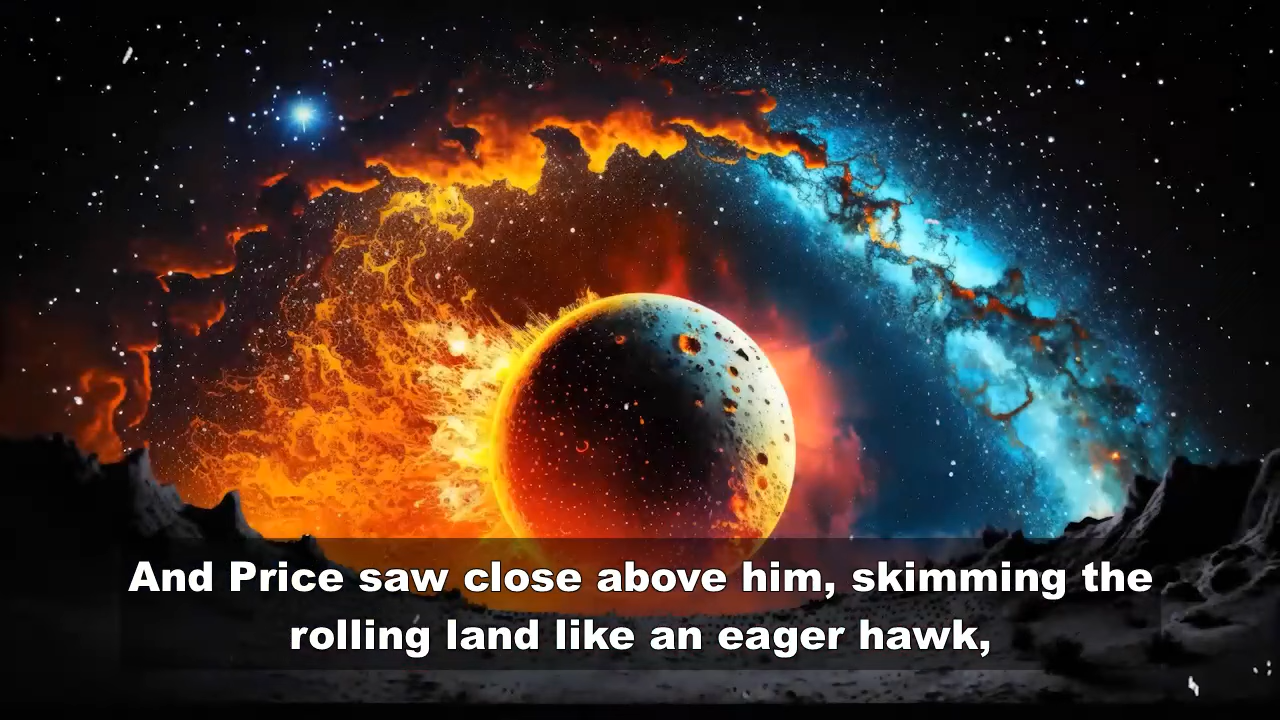 And Price saw close above him, skimming the
rolling land like an eager hawk,